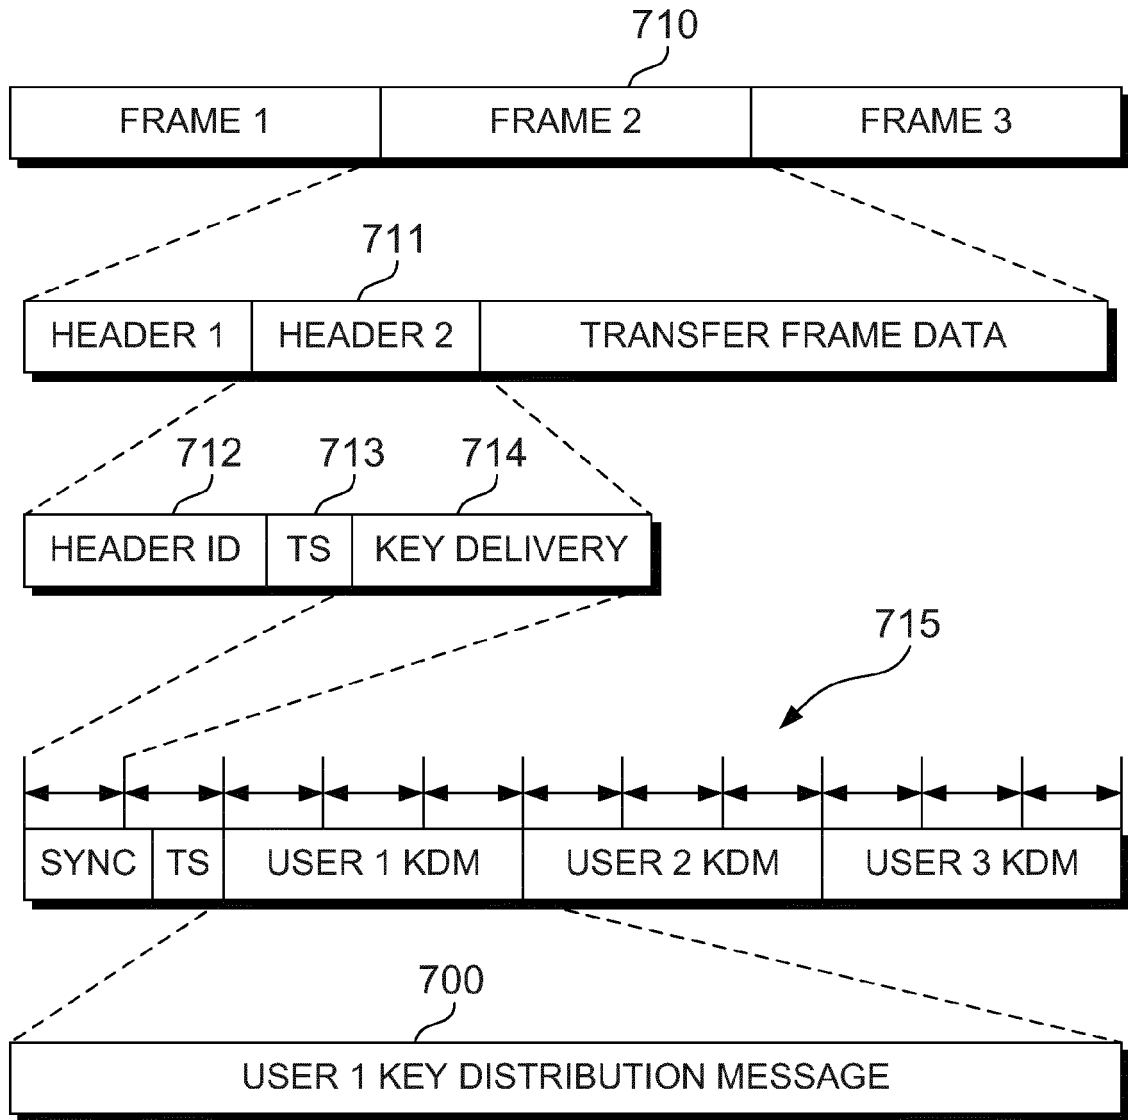 710
FRAME 1 FRAME 2 FRAME 3
711
HEADER 1 HEADER 2 TRANSFER FRAME DATA
712 713 714
HEADER ID TS KEY DELIVERY
715
SYNC TS USER 1 KDM USER 2 KDM USER 3 KDM
700
USER 1 KEY DISTRIBUTION MESSAGE